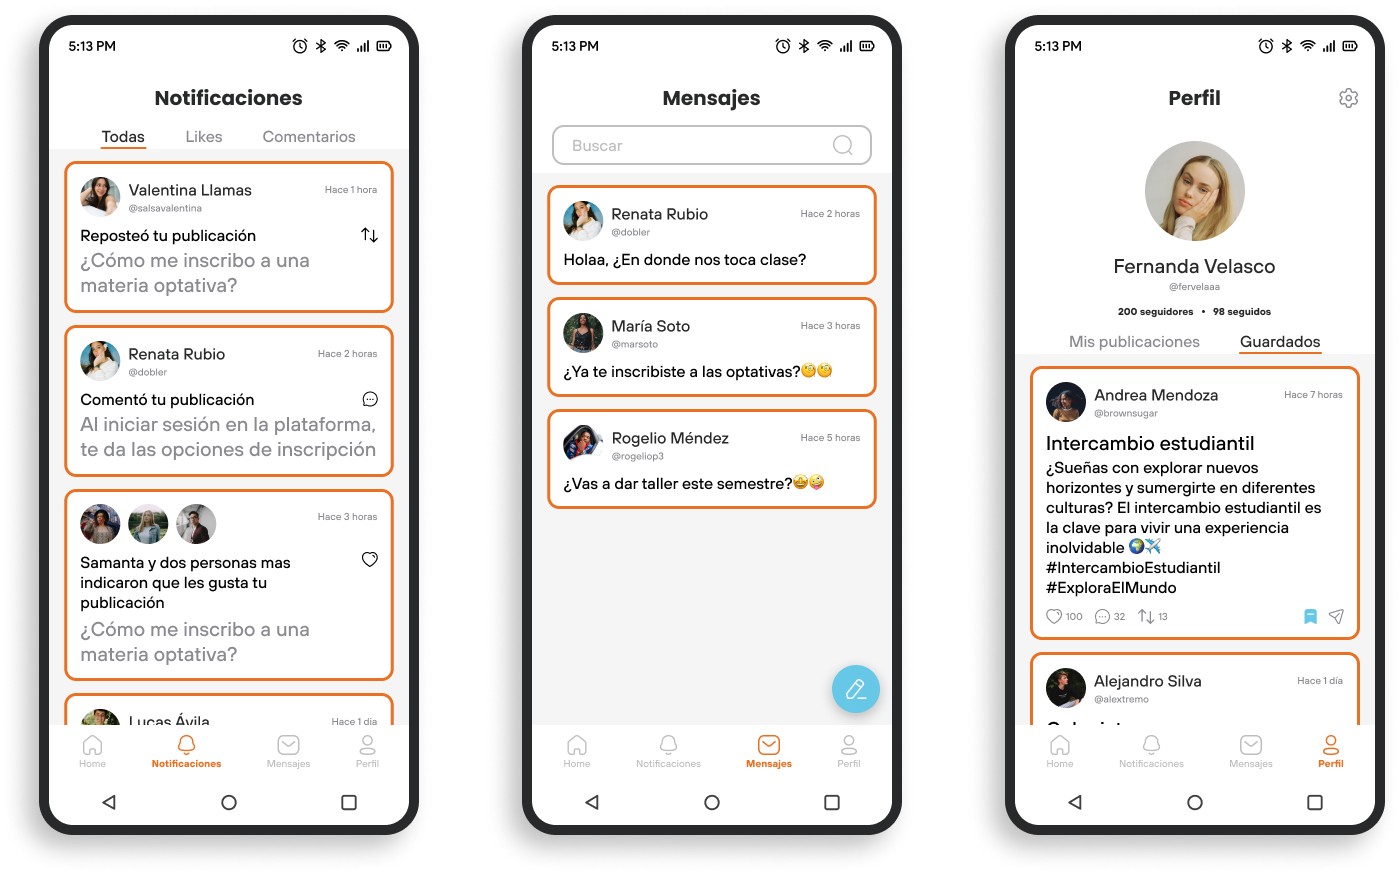 5:13 PM
Notificaciones
Todas Likes Comentarios
Valentina Llamas Hace 1 hora
@salsavalentina
Reposteó tu publicación
¿Cómo me inscribo a una
materia optativa?
Renata Rubio Hace 2 horas
@dobler
Comentó tu publicación
Al iniciar sesión en la plataforma,
te da las opciones de inscripción
Hace 3 horas
Samanta y dos personas mas
indicaron que les gusta tu
publicación
¿Cómo me inscribo a una
materia optativa?
Lucas Ávila Hace 1 día
Home Notificaciones Mensajes Perfil
5:13 PM
Mensajes
Buscar
Renata Rubio Hace 2 horas
@dobler
Holaa, ¿En donde nos toca clase?
María Soto Hace 3 horas
@marsoto
¿Ya te inscribiste a las optativas?🧐🧐
Rogelio Méndez Hace 5 horas
@rogeliop3
¿Vas a dar taller este semestre?🤩🤪
Home Notificaciones Mensajes Perfil
5:13 PM
Perfil
Fernanda Velasco
@fervelaaa
200 seguidores • 98 seguidos
Mis publicaciones Guardados
Andrea Mendoza Hace 7 horas
@brownsugar
Intercambio estudiantil
¿Sueñas con explorar nuevos
horizontes y sumergirte en diferentes
culturas? El intercambio estudiantil es
la clave para vivir una experiencia
inolvidable 🌍✈️
#IntercambioEstudiantil
#ExploraElMundo
100 32 13
Alejandro Silva Hace 1 día
@alextremo
Home Notificaciones Mensajes Perfil